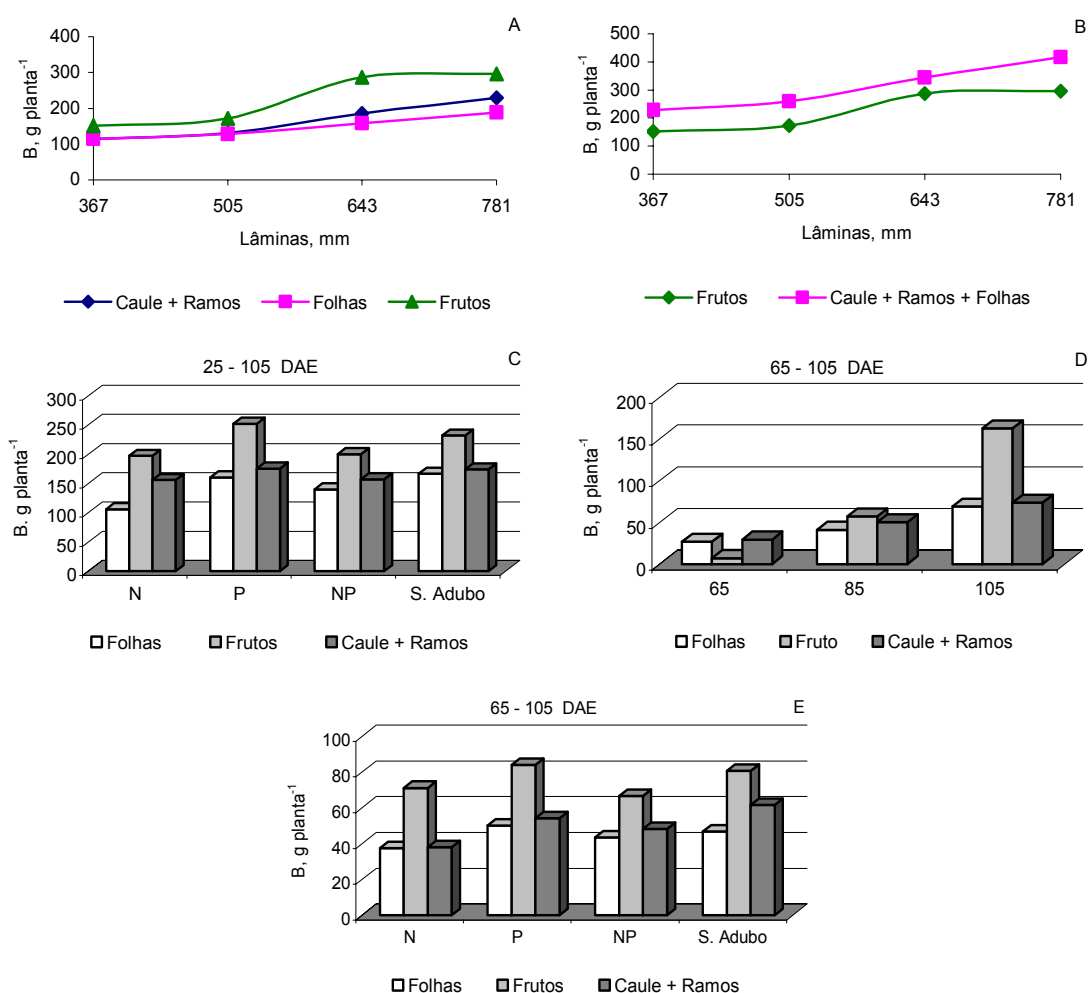 A
400
300
200
100
0
B, g planta-1
367 505 643 781
Lâminas, mm
Caule + Ramos Folhas Frutos
B
500
400
300
200
100
0
B, g planta-1
367 505 643 781
Lâminas, mm
Frutos Caule + Ramos + Folhas
25 - 105 DAE C
300
250
200
150
100
50
0
B. g planta-1
N P NP S. Adubo
Folhas Frutos Caule + Ramos
65 - 105 DAE D
200
150
100
50
0
B, g planta-1
65 85 105
Folhas Fruto Caule + Ramos
65 - 105 DAE E
100
80
60
40
20
0
B, g planta-1
N P NP S. Adubo
Folhas Frutos Caule + Ramos